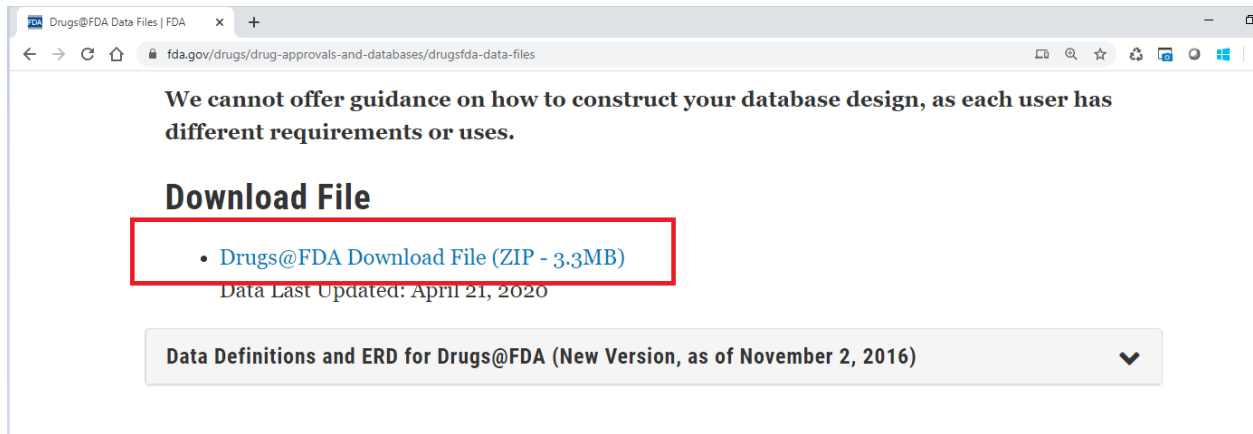 FDA Drugs@FDA Data Files | FDA
fda.gov/drugs/drug-approvals-and-databases/drugsfda-data-files
We cannot offer guidance on how to construct your database design, as each user has
different requirements or uses.
Download File
• Drugs@FDA Download File (ZIP - 3.3MB)
Data Last Updated: April 21, 2020
Data Definitions and ERD for Drugs@FDA (New Version, as of November 2, 2016)